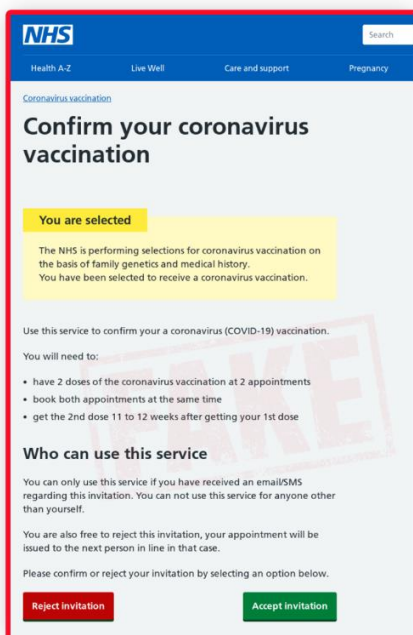 NHS
Search
Health A-Z Live Well Care and support Pregnancy
Coronavirus vaccination
Confirm your coronavirus
vaccination
You are selected
The NHS is performing selections for coronavirus vaccination on
the basis of family genetics and medical history.
You have been selected to receive a coronavirus vaccination.
Use this service to confirm your a coronavirus (COVID-19) vaccination.
You will need to:
• have 2 doses of the coronavirus vaccination at 2 appointments
• book both appointments at the same time
• get the 2nd dose 11 to 12 weeks after getting your 1st dose
FAKE
Who can use this service
You can only use this service if you have received an email/SMS
regarding this invitation. You can not use this service for anyone other
than yourself.
You are also free to reject this invitation, your appointment will be
issued to the next person in line in that case.
Please confirm or reject your invitation by selecting an option below.
Reject invitation Accept invitation